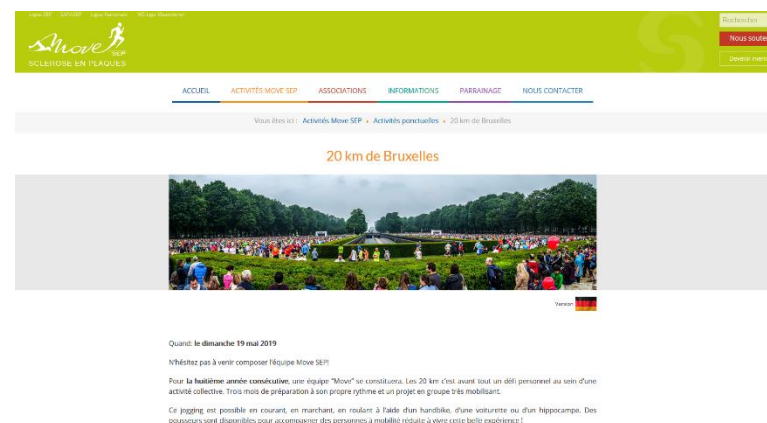 Ligue SEP SAPASEP Ligue Nationale MS-Liga Vlaanderen
Rechercher
Move SEP
SCLEROSE EN PLAQUES
Nous soute
Devenir mem
ACCUEIL ACTIVITÉS MOVE SEP ASSOCIATIONS INFORMATIONS PARRAINAGE NOUS CONTACTER
Vous êtes ici : Activités Move SEP Activités ponctuelles 20 km de Bruxelles
20 km de Bruxelles
Version
Quand: le dimanche 19 mai 2019
N'hésitez pas à venir composer l'équipe Move SEP!
Pour la huitième année consécutive, une équipe "Move" se constituera. Les 20 km c'est avant tout un défi personnel au sein d'une
activité collective. Trois mois de préparation à son propre rythme et un projet en groupe très mobilisant.
Ce jogging est possible en courant, en marchant, en roulant à l'aide d'un handbike, d'une voiturette ou d'un hippocampe. Des
pousseurs sont disponibles pour accompagner des personnes à mobilité réduite à vivre cette belle expérience !